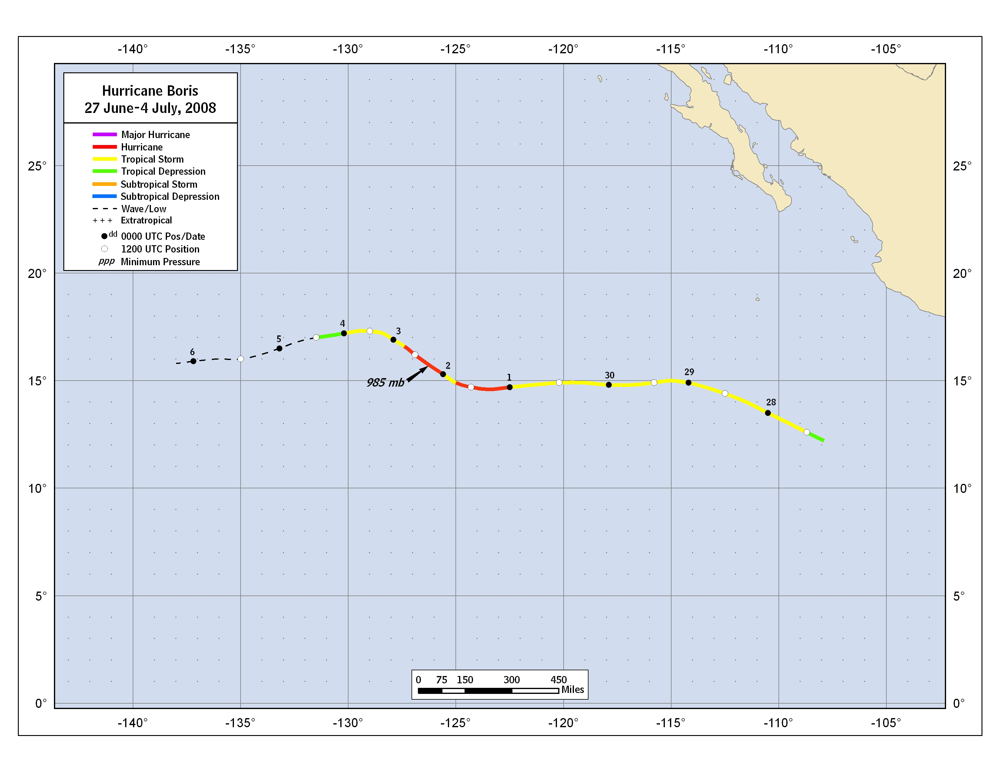 -140° -135° -130° -125° -120° -115° -110° -105°
Hurricane Boris
27 June-4 July, 2008
Major Hurricane
Hurricane
Tropical Storm
Tropical Depression
Subtropical Storm
Subtropical Depression
Wave/Low
+++ Extratropical
dd 0000 UTC Pos/Date
1200 UTC Position
ppp Minimum Pressure
25° 25°
20° 20°
4
3
5
6
2
985 mb
1
30
29
28
15° 15°
10° 10°
5° 5°
0 75 150 300 450
Miles
0° 0°
-140° -135° -130° -125° -120° -115° -110° -105°